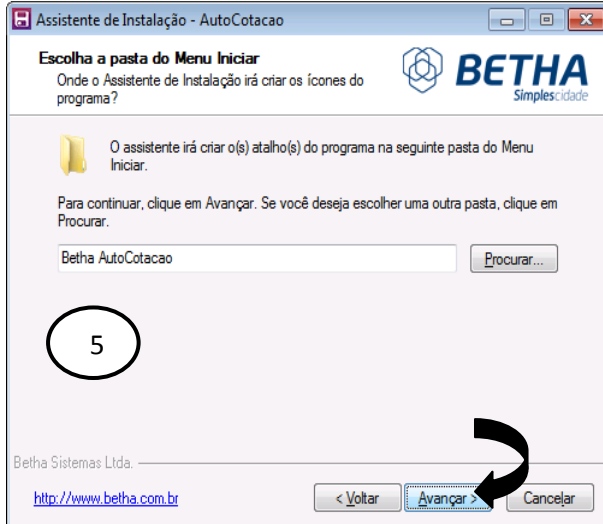 Assistente de Instalação - AutoCotacao
Escolha a pasta do Menu Iniciar
Onde o Assistente de Instalação irá criar os ícones do
programa?
BETHA
Simplescidade
O assistente irá criar o(s) atalho(s) do programa na seguinte pasta do Menu
Iniciar.
Para continuar, clique em Avançar. Se você deseja escolher uma outra pasta, clique em
Procurar.
Betha AutoCotacao
Procurar...
5
Betha Sistemas Ltda.
http://www.betha.com.br
< Voltar
Avançar >
Cancelar